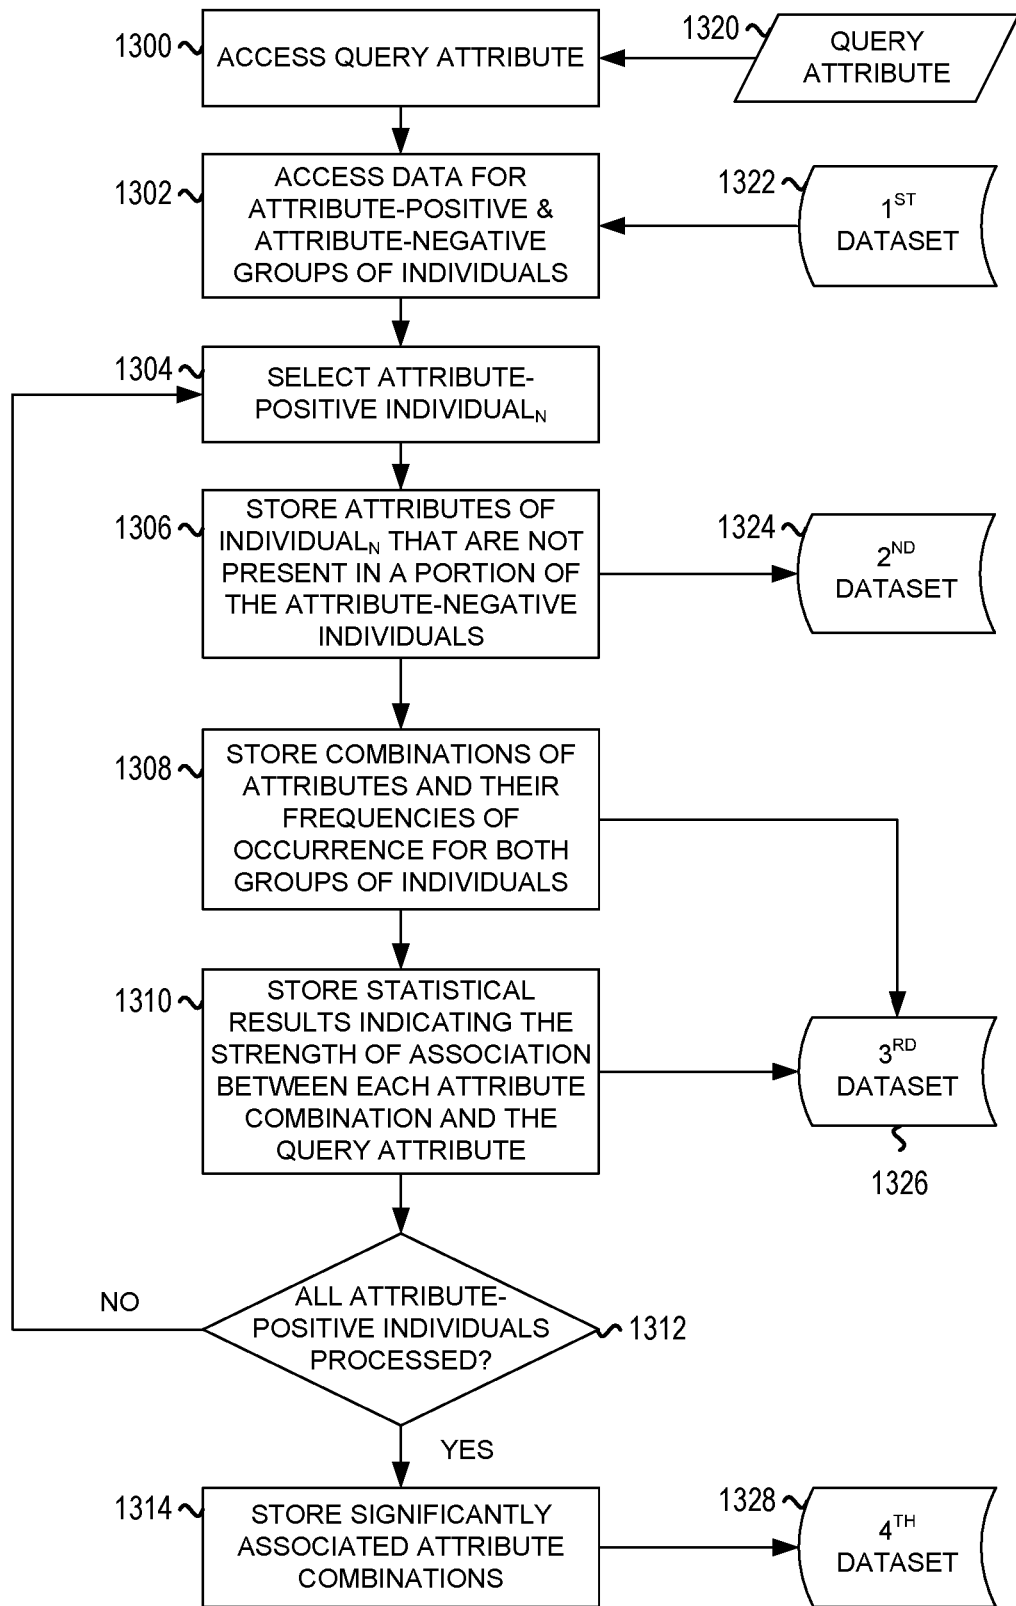 1300
ACCESS QUERY ATTRIBUTE
1320
QUERY
ATTRIBUTE
1302
ACCESS DATA FOR
ATTRIBUTE-POSITIVE &
ATTRIBUTE-NEGATIVE
GROUPS OF INDIVIDUALS
1322
1ST
DATASET
1304
SELECT ATTRIBUTE-
POSITIVE INDIVIDUALN
1306
STORE ATTRIBUTES OF
INDIVIDUALN THAT ARE NOT
PRESENT IN A PORTION OF
THE ATTRIBUTE-NEGATIVE
INDIVIDUALS
1324
2ND
DATASET
1308
STORE COMBINATIONS OF
ATTRIBUTES AND THEIR
FREQUENCIES OF
OCCURRENCE FOR BOTH
GROUPS OF INDIVIDUALS
1310
STORE STATISTICAL
RESULTS INDICATING THE
STRENGTH OF ASSOCIATION
BETWEEN EACH ATTRIBUTE
COMBINATION AND THE
QUERY ATTRIBUTE
3RD
DATASET
1326
NO
ALL ATTRIBUTE-
POSITIVE INDIVIDUALS
PROCESSED?
1312
YES
1314
STORE SIGNIFICANTLY
ASSOCIATED ATTRIBUTE
COMBINATIONS
1328
4TH
DATASET